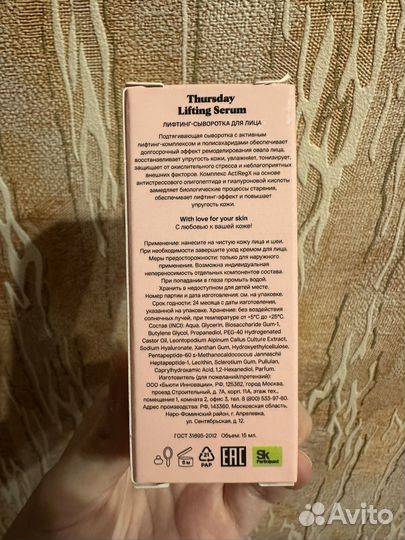 Thursday
Lifting Serum
ЛИФТИНГ-СЫВОРОТКА ДЛЯ ЛИЦА
Подтягивающая сыворотка с активным
лифтинг-комплексом и полисахаридами обеспечивает
долгосрочный эффект ремоделирования овала лица,
восстанавливает упругость кожи, увлажняет, тонизирует,
защищает от окислительного стресса и неблагоприятных
внешних факторов. Комплекс ActiRegX на основе
антистрессового олигопептида и гиалуроновой кислоты
замедляет биологические процессы старения,
обеспечивает лифтинг-эффект и повышает
упругость кожи.
With love for your skin
С любовью к вашей коже!
Применение: нанесите на чистую кожу лица и шеи.
При необходимости завершите уход кремом для лица.
Меры предосторожности: только для наружного
применения. Возможна индивидуальная
непереносимость отдельных компонентов состава.
При попадании в глаза промыть водой.
Хранить в недоступном для детей месте.
Номер партии и дата изготовления: см. на упаковке.
Срок годности: 24 месяца с даты изготовления,
указанной на упаковке. Хранение: без воздействия
солнечных лучей, при температуре от +5°C до +25°C.
Состав (INCI): Aqua, Glycerin, Biosaccharide Gum-1,
Butylene Glycol, Propanediol, PEG-40 Hydrogenated
Castor Oil, Leontopodium Alpinum Callus Culture Extract,
Sodium Hyaluronate, Xanthan Gum, Hydroxyethylcellulose,
Pentapeptide-60 s-Methanocaldococcus Jannaschii
Heptapeptide-1, Lecithin, Sclerotium Gum, Pullulan,
Caprylhydroxamic Acid, 1,2-Hexanediol, Parfum.
Изготовитель (для пожеланий/претензий):
ООО «Бьюти Инновации», РФ, 125362, город Москва,
проезд Строительный, д. 7А, корп. 11А, этаж тех.,
помещение 1, комната 2, офис 3, тел. 8 (800) 533-97-60.
Адрес производства: РФ, 143360, Московская область,
Наро-Фоминский район, г. Апрелевка,
ул. Сентябрьская, д. 12.
ГОСТ 31695-2012 Объем: 15 мл.
6 м
21
PAP
EAC
Sk
Participant
Avito